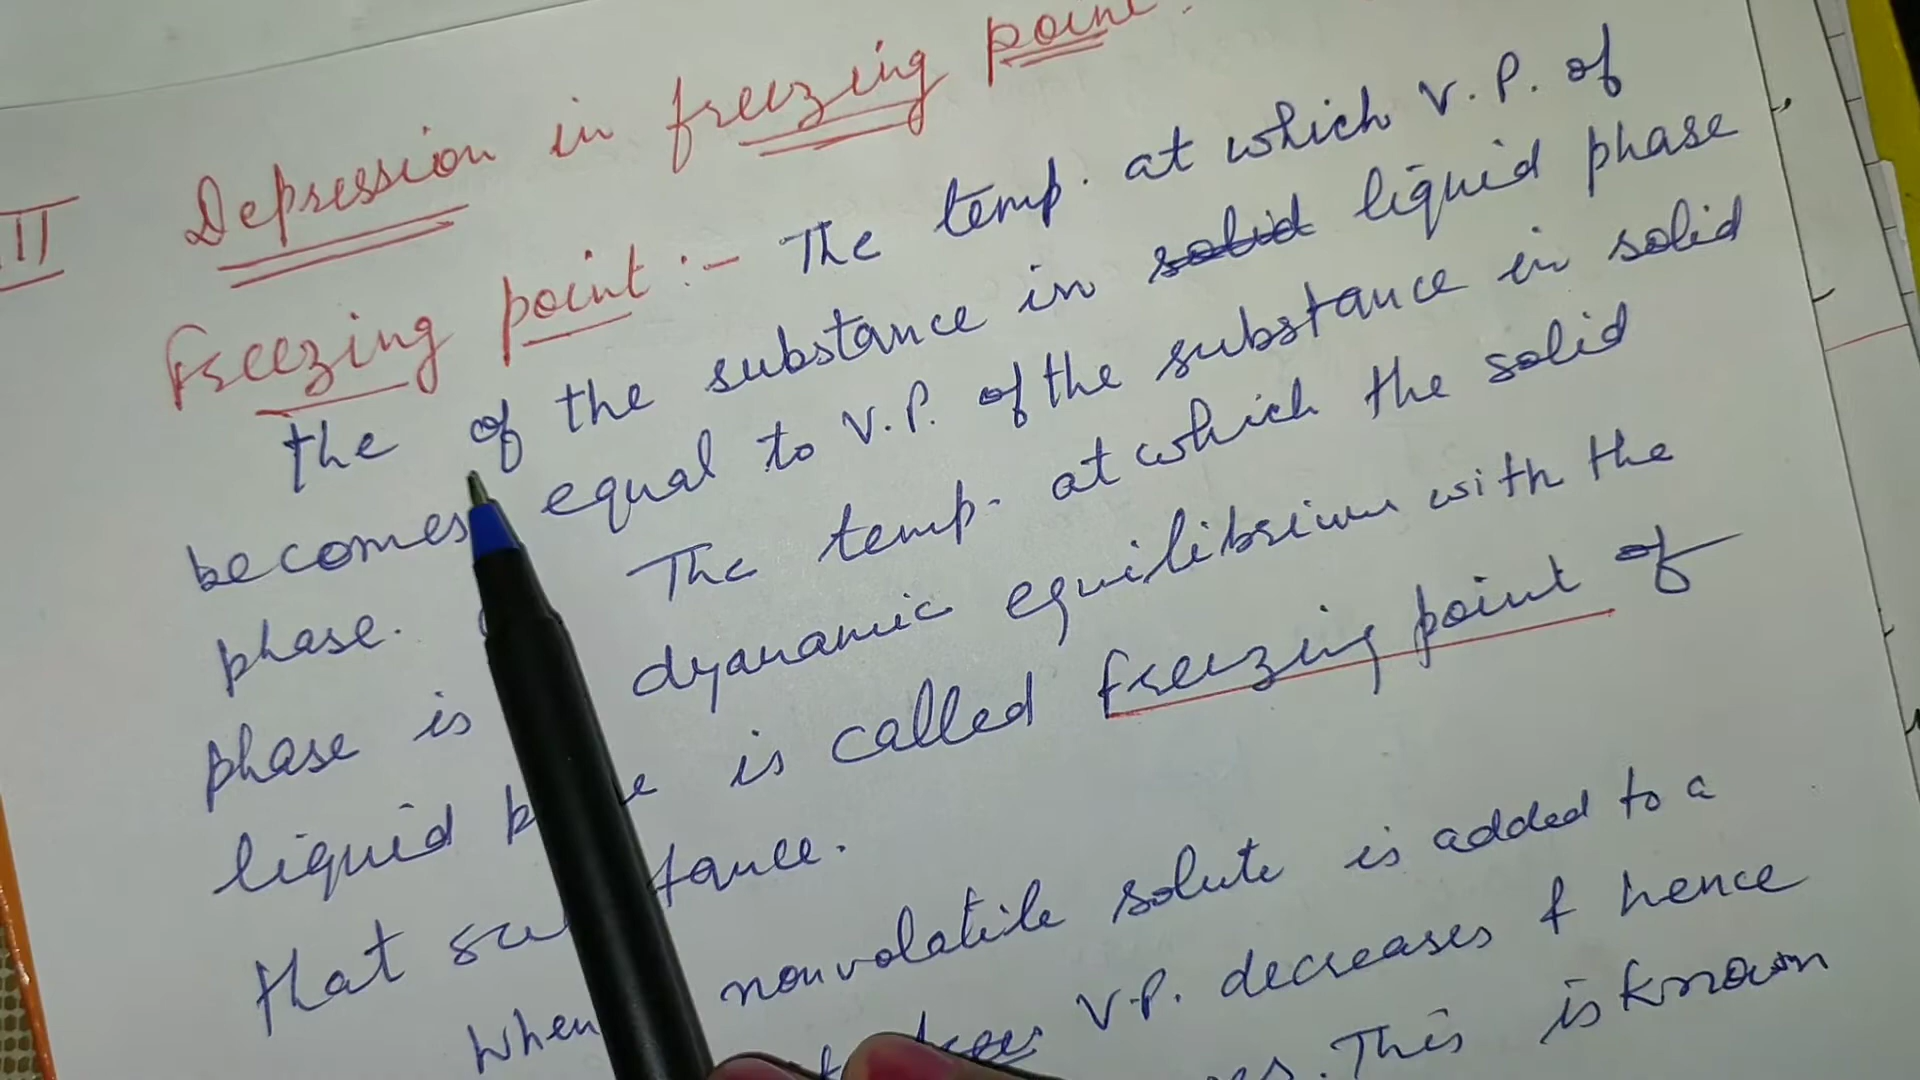 II Depression in freezing point.
Freezing point :- The temp. at which V.P. of
the of the substance in solid liquid phase
becomes equal to V.P. of the substance in solid
phase. The temp. at which the solid
phase is dyanamic equilibrium with the
liquid is called freezing point of
that
When nonvolatile solute is added to a
V.P. decreases & hence
This is known